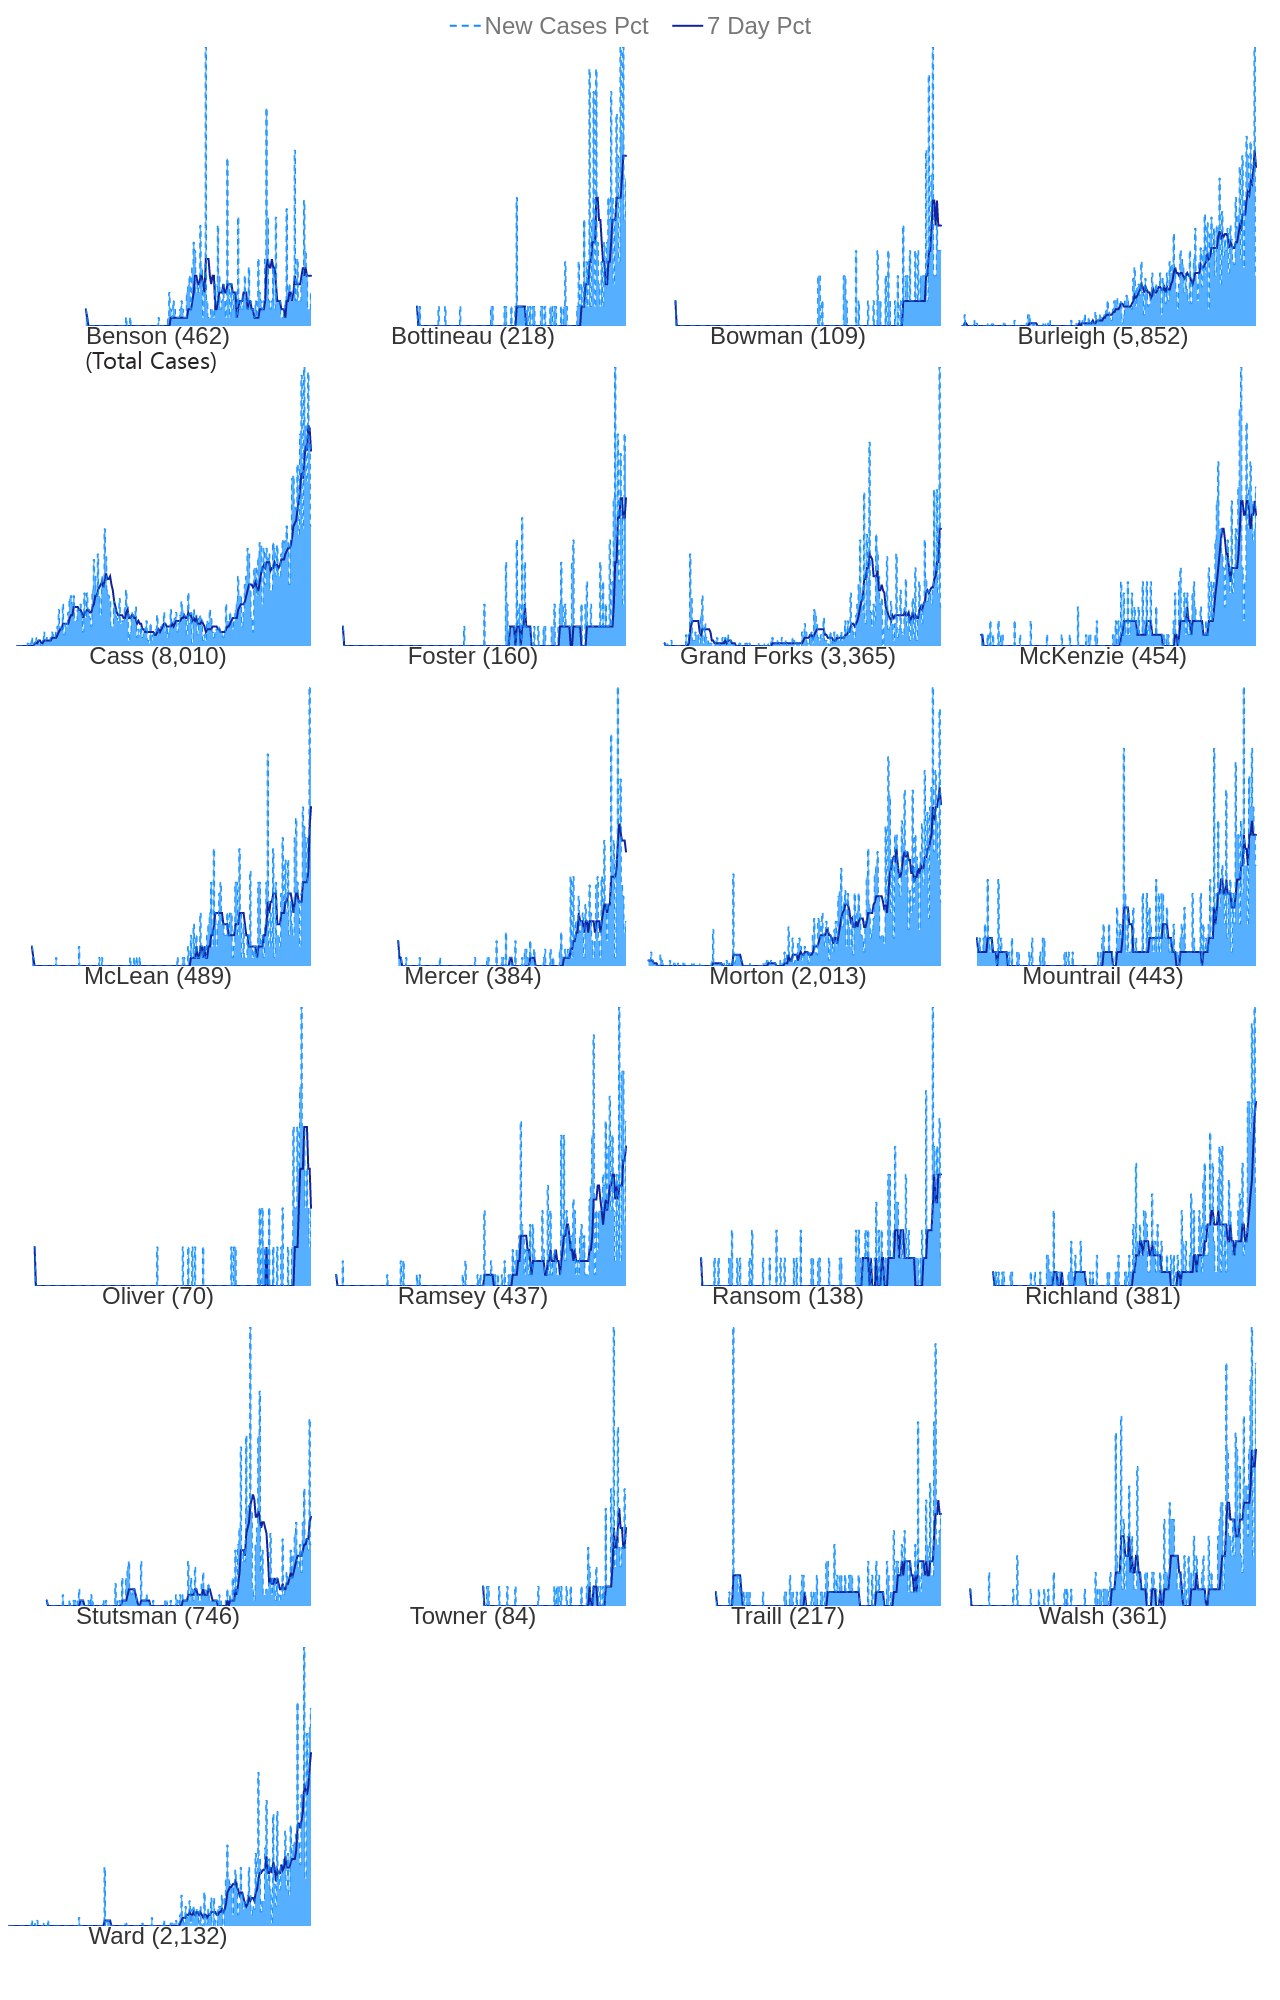 New Cases Pct 7 Day Pct
Benson (462) Bottineau (218) Bowman (109) Burleigh (5,852)
(Total Cases)
Cass (8,010) Foster (160) Grand Forks (3,365) McKenzie (454)
McLean (489) Mercer (384) Morton (2,013) Mountrail (443)
Oliver (70) Ramsey (437) Ransom (138) Richland (381)
Stutsman (746) Towner (84) Traill (217) Walsh (361)
Ward (2,132)